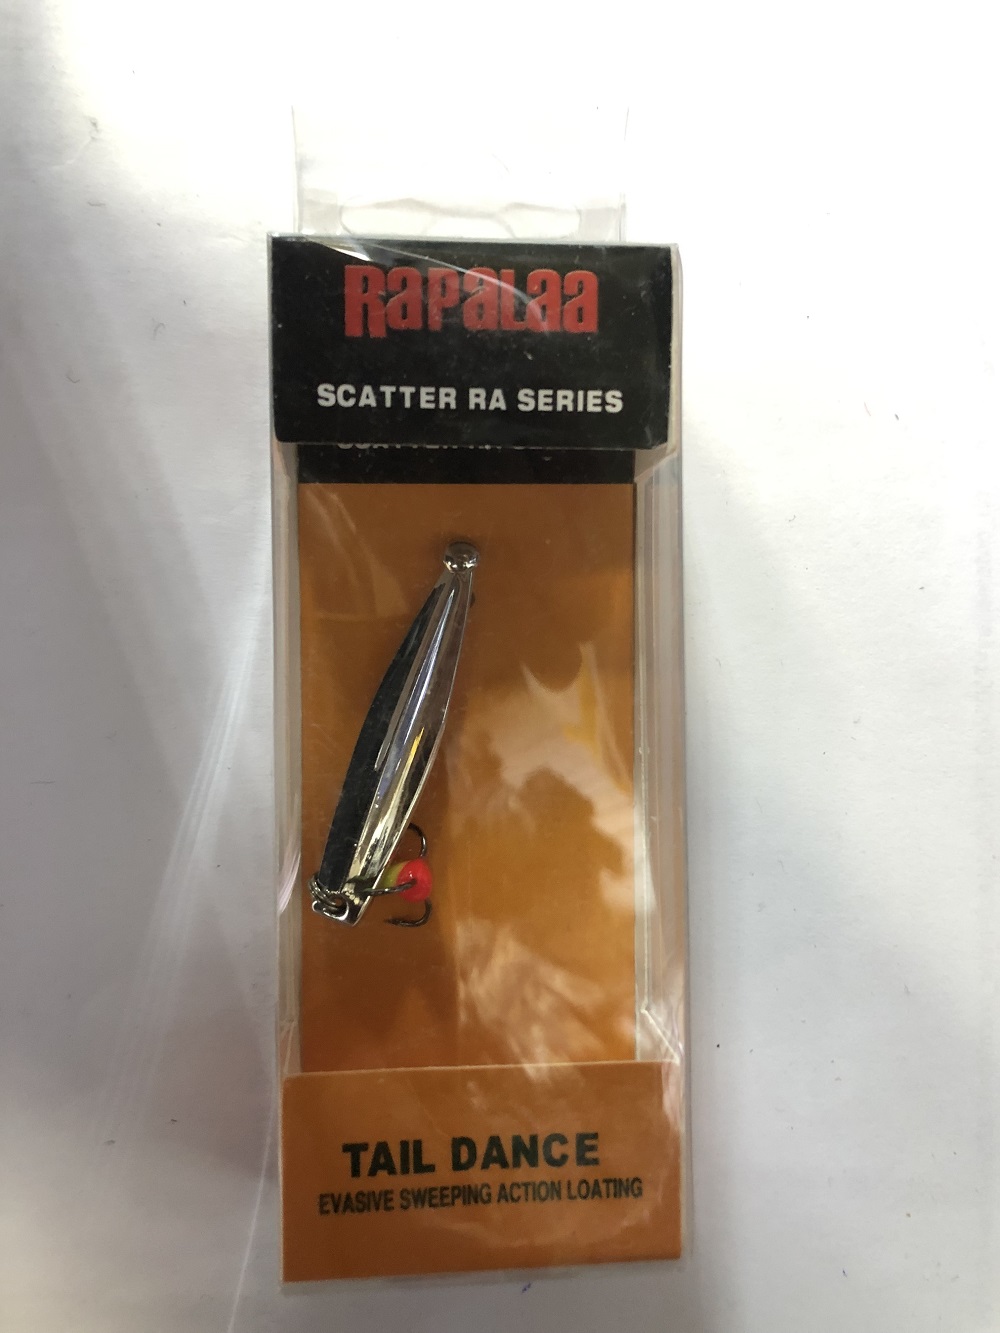 RapaLaa
SCATTER RA SERIES
TAIL DANCE
EVASIVE SWEEPING ACTION LOATING